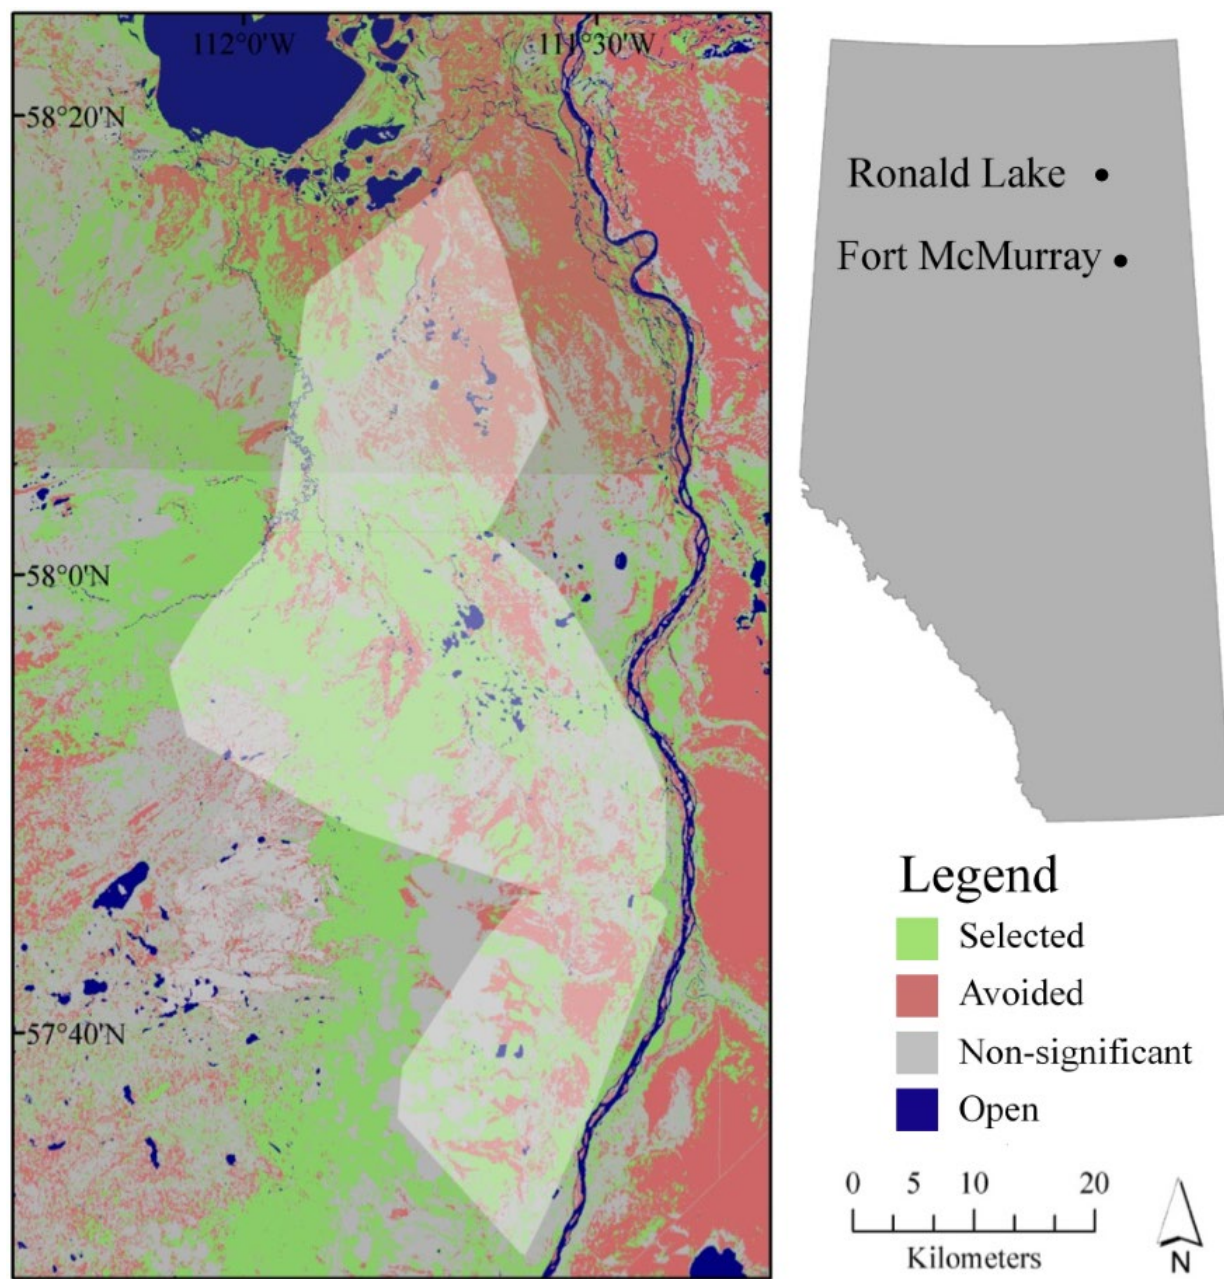 112°0'W
111°30'W
58°20'N
58°0'N
57°40'N
Ronald Lake
Fort McMurray
Legend
Selected
Avoided
Non-significant
Open
0 5 10 20
Kilometers
N